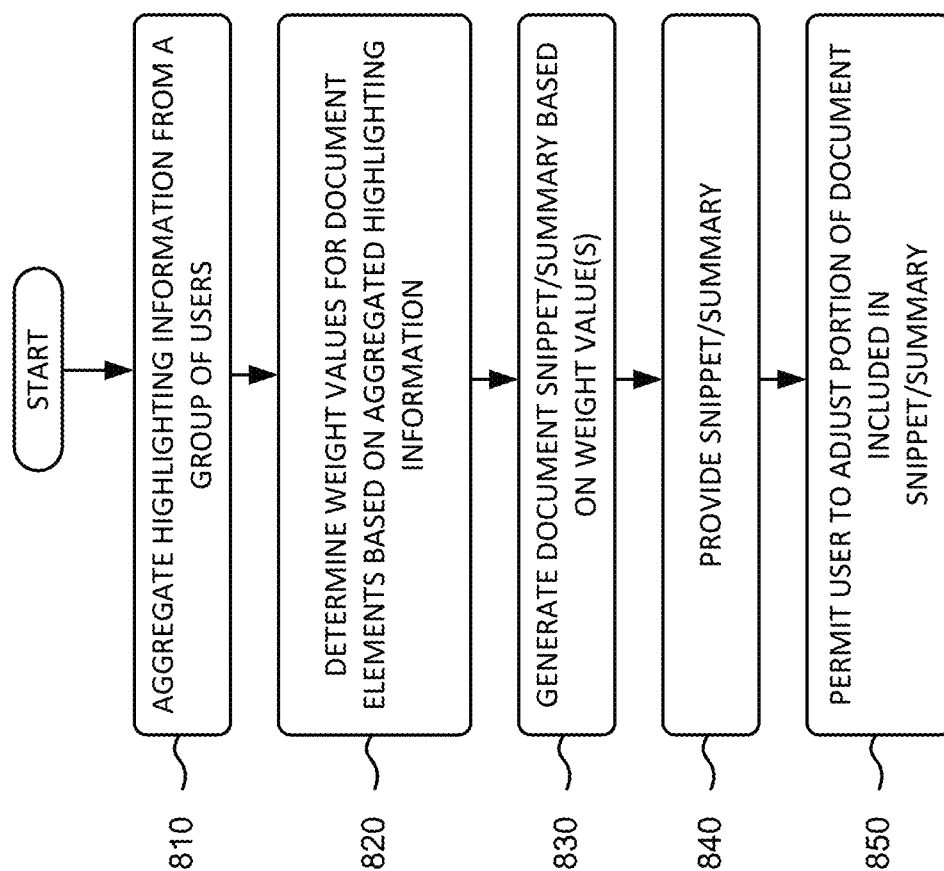 START
AGGREGATE HIGHLIGHTING INFORMATION FROM A
GROUP OF USERS
810
DETERMINE WEIGHT VALUES FOR DOCUMENT
ELEMENTS BASED ON AGGREGATED HIGHLIGHTING
INFORMATION
820
GENERATE DOCUMENT SNIPPET/SUMMARY BASED
ON WEIGHT VALUE(S)
830
PROVIDE SNIPPET/SUMMARY
840
PERMIT USER TO ADJUST PORTION OF DOCUMENT
INCLUDED IN
SNIPPET/SUMMARY
850